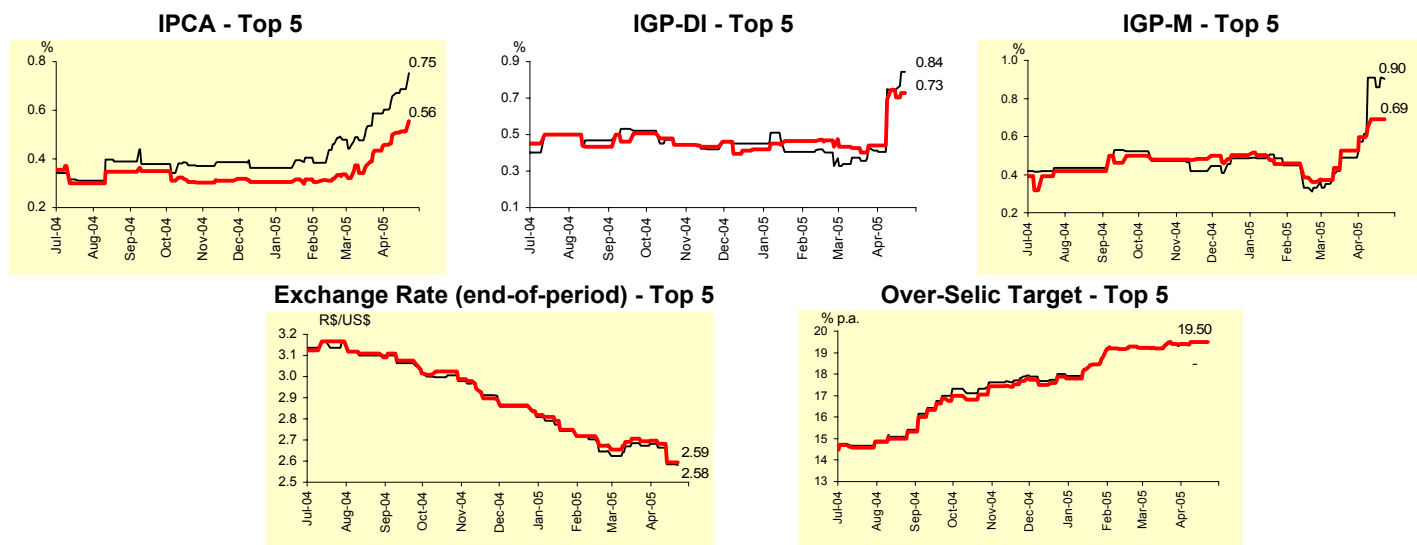 IPCA - Top 5
%
0.8
0.6
0.4
0.2
0.75
0.56
Jul-04
Aug-04
Sep-04
Oct-04
Nov-04
Dec-04
Jan-05
Feb-05
Mar-05
Apr-05
IGP-DI - Top 5
%
0.9
0.7
0.5
0.3
0.1
0.84
0.73
Jul-04
Aug-04
Sep-04
Oct-04
Nov-04
Dec-04
Jan-05
Feb-05
Mar-05
Apr-05
IGP-M - Top 5
%
1.0
0.8
0.6
0.4
0.2
0.90
0.69
Jul-04
Aug-04
Sep-04
Oct-04
Nov-04
Dec-04
Jan-05
Feb-05
Mar-05
Apr-05
Exchange Rate (end-of-period) - Top 5
R$/US$
3.2
3.1
3.0
2.9
2.8
2.7
2.6
2.5
2.59
2.58
Jul-04
Aug-04
Sep-04
Oct-04
Nov-04
Dec-04
Jan-05
Feb-05
Mar-05
Apr-05
Over-Selic Target - Top 5
% p.a.
20
19
18
17
16
15
14
13
19.50
-
Jul-04
Aug-04
Sep-04
Oct-04
Nov-04
Dec-04
Jan-05
Feb-05
Mar-05
Apr-05